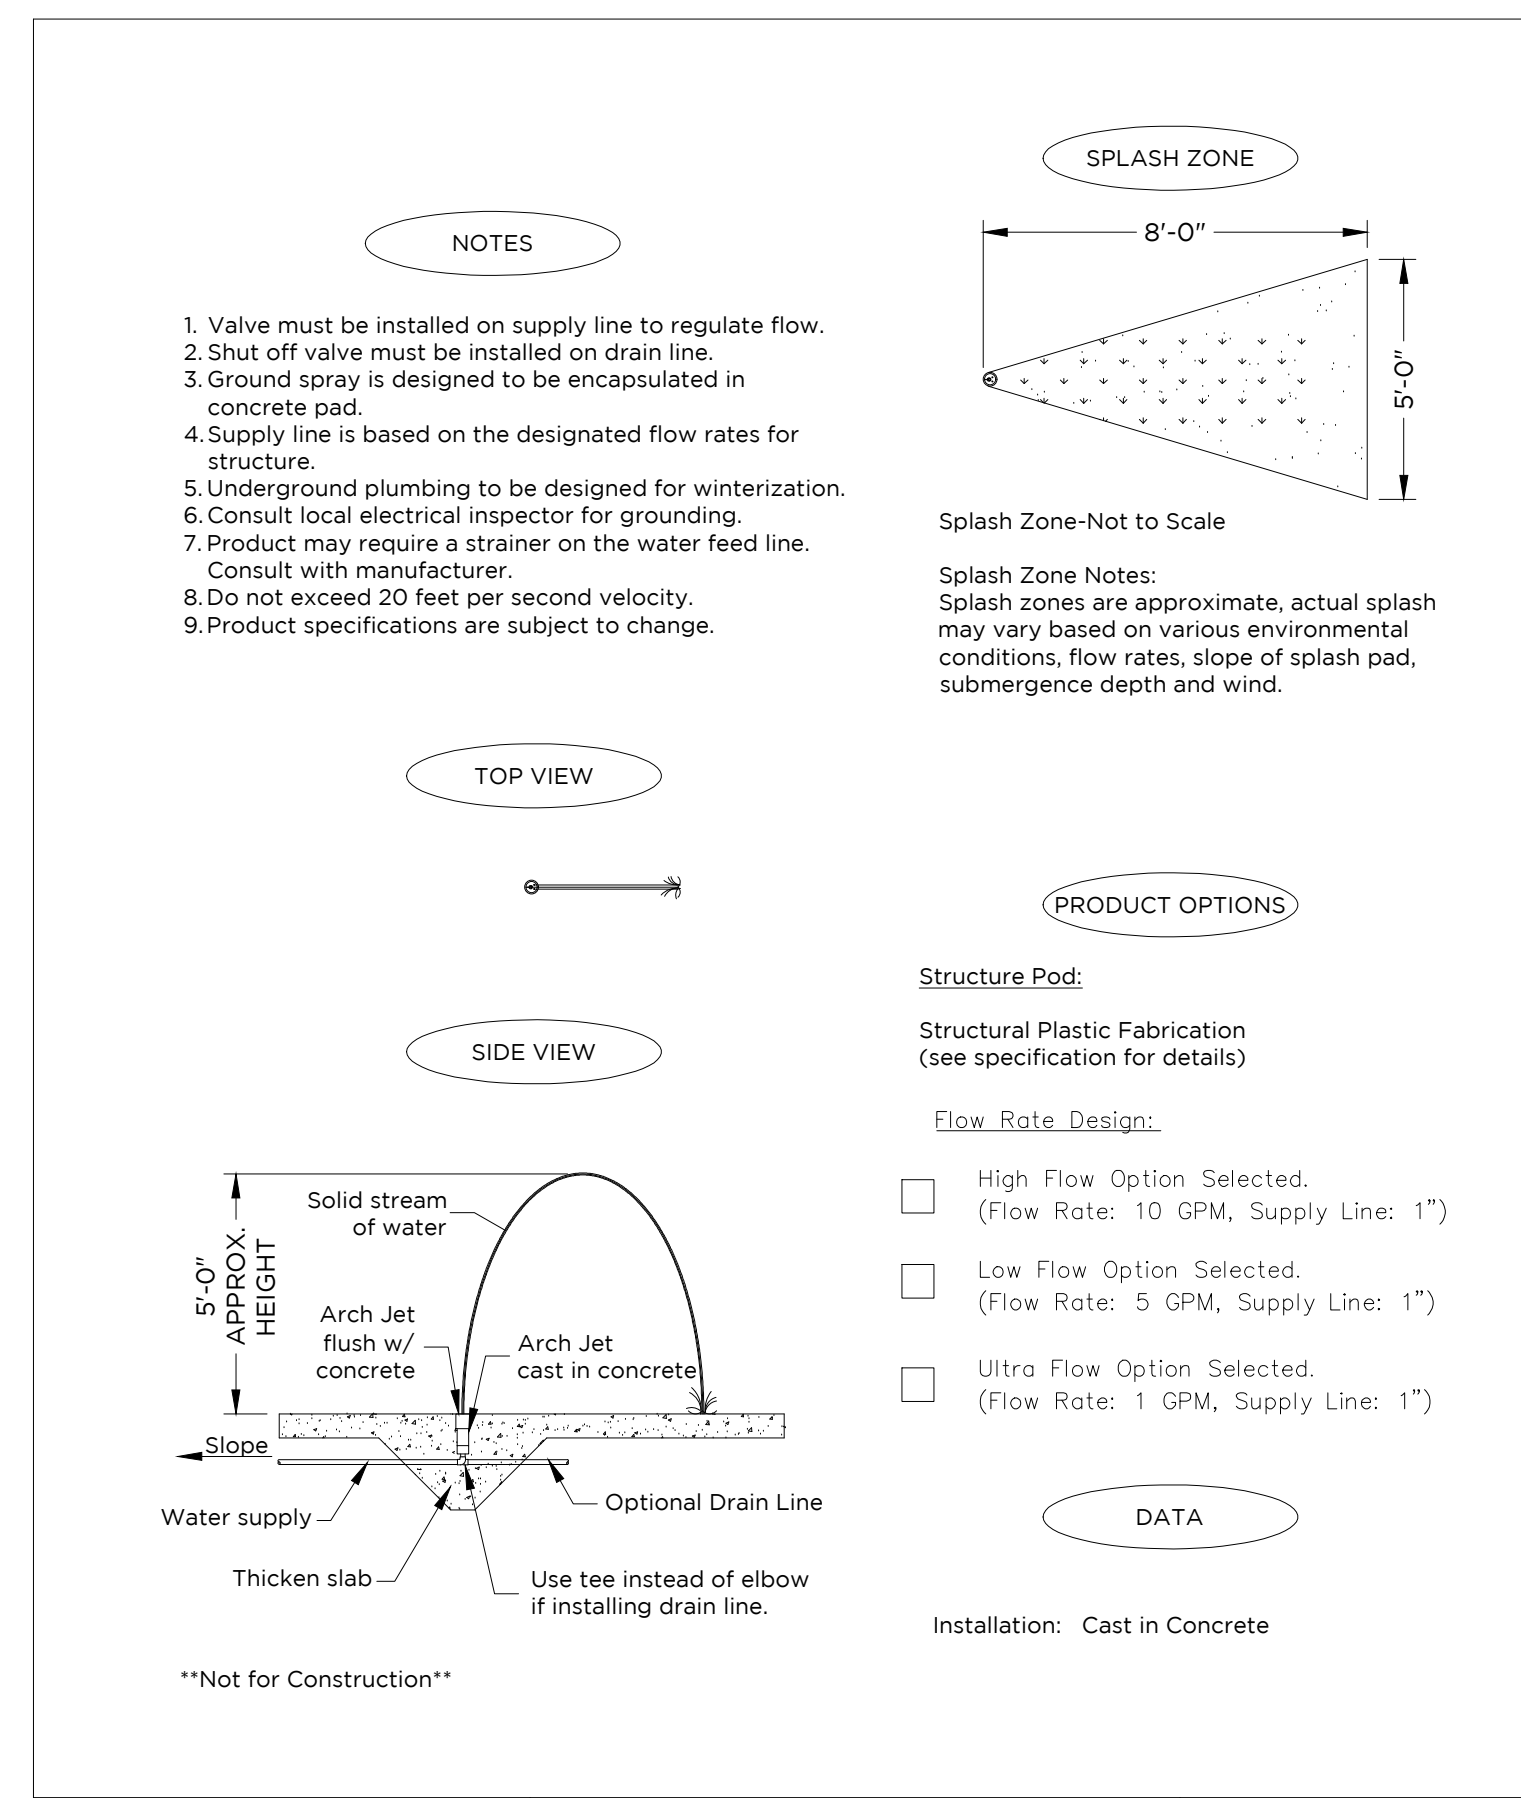 NOTES
1. Valve must be installed on supply line to regulate flow.
2. Shut off valve must be installed on drain line.
3. Ground spray is designed to be encapsulated in
concrete pad.
4. Supply line is based on the designated flow rates for
structure.
5. Underground plumbing to be designed for winterization.
6. Consult local electrical inspector for grounding.
7. Product may require a strainer on the water feed line.
Consult with manufacturer.
8. Do not exceed 20 feet per second velocity.
9. Product specifications are subject to change.
SPLASH ZONE
8'-0"
5'-0"
Splash Zone-Not to Scale
Splash Zone Notes:
Splash zones are approximate, actual splash
may vary based on various environmental
conditions, flow rates, slope of splash pad,
submergence depth and wind.
TOP VIEW
SIDE VIEW
5'-0"
APPROX.
HEIGHT
Solid stream
of water
Arch Jet
flush w/
concrete
Arch Jet
cast in concrete
Slope
Water supply
Optional Drain Line
Thicken slab
Use tee instead of elbow
if installing drain line.
**Not for Construction**
PRODUCT OPTIONS
Structure Pod:
Structural Plastic Fabrication
(see specification for details)
Flow Rate Design:
High Flow Option Selected.
(Flow Rate: 10 GPM, Supply Line: 1”)
Low Flow Option Selected.
(Flow Rate: 5 GPM, Supply Line: 1”)
Ultra Flow Option Selected.
(Flow Rate: 1 GPM, Supply Line: 1”)
DATA
Installation: Cast in Concrete